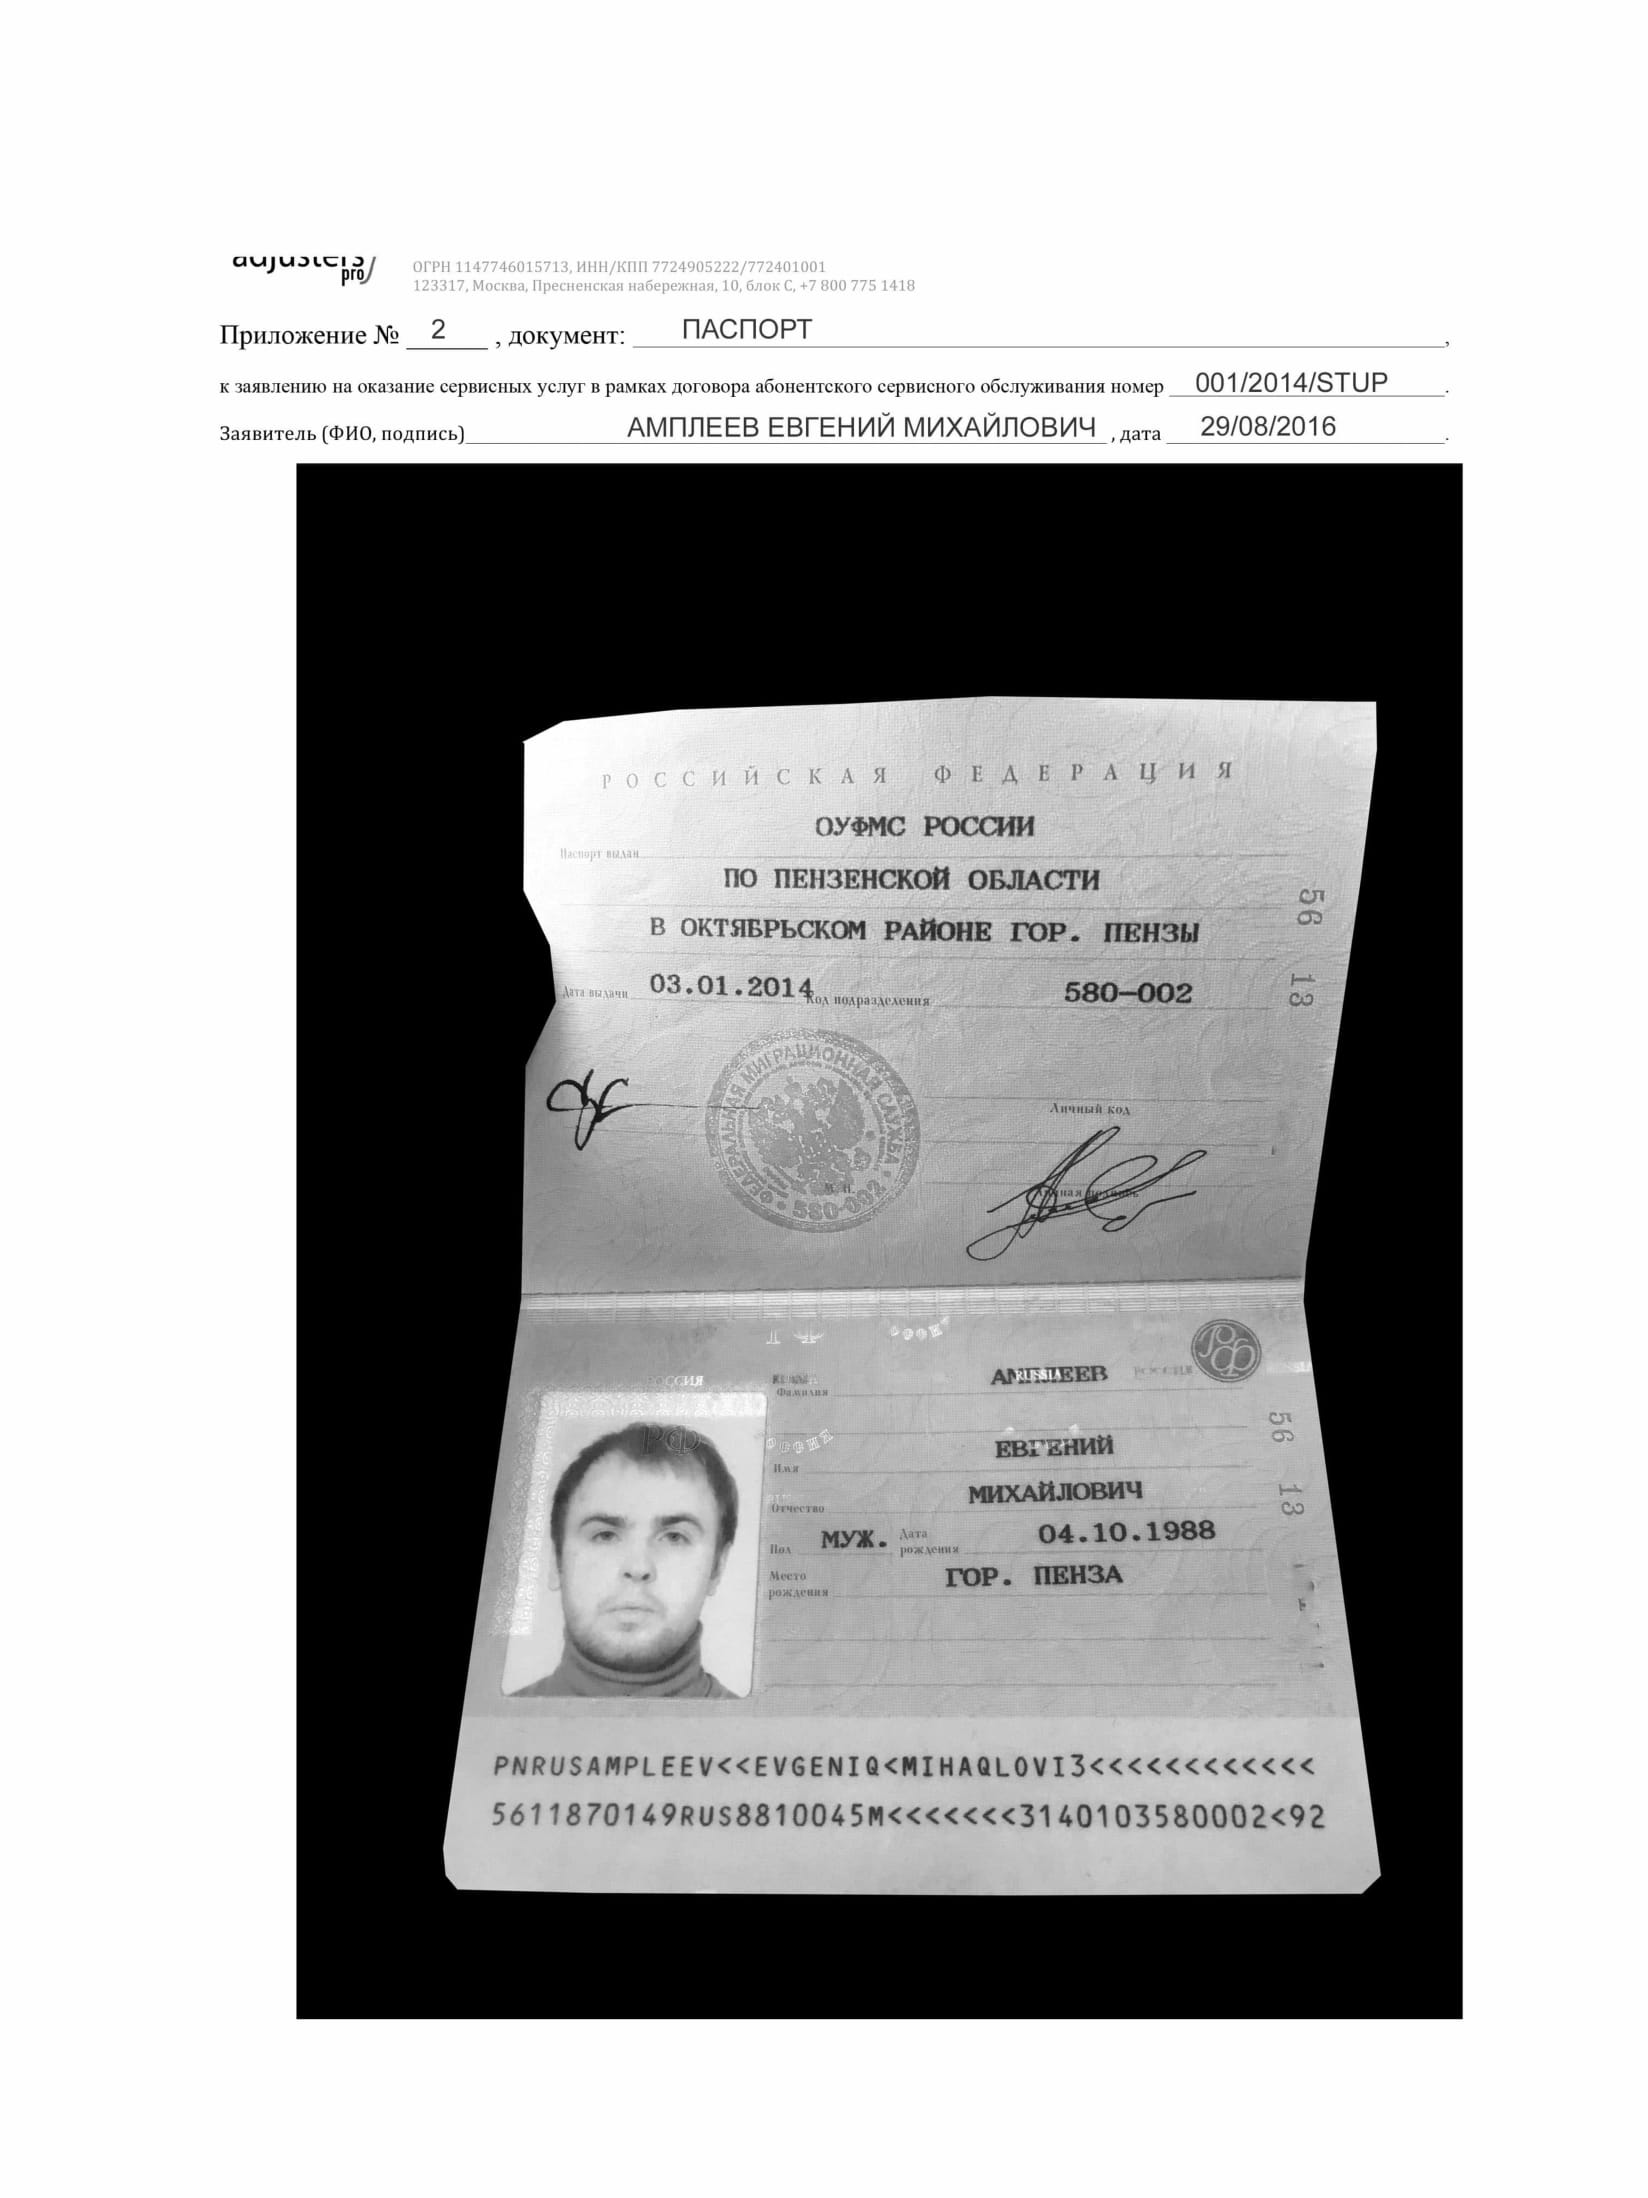 adjusters
pro
ОГРН 1147746015713, ИНН/КПП 7724905222/772401001
123317, Москва, Пресненская набережная, 10, блок С, +7 800 775 1418
Приложение № 2 , документ: ПАСПОРТ ,
к заявлению на оказание сервисных услуг в рамках договора абонентского сервисного обслуживания номер 001/2014/STUP .
Заявитель (ФИО, подпись) АМПЛЕЕВ ЕВГЕНИЙ МИХАЙЛОВИЧ , дата 29/08/2016 .
РОССИЙСКАЯ ФЕДЕРАЦИЯ
ОУФМС РОССИИ
Паспорт выдан
ПО ПЕНЗЕНСКОЙ ОБЛАСТИ
В ОКТЯБРЬСКОМ РАЙОНЕ ГОР. ПЕНЗЫ
56 13
Дата выдачи 03.01.2014 Код подразделения 580-002
ФЕДЕРАЛЬНАЯ МИГРАЦИОННАЯ СЛУЖБА
580-002
М. П.
Личный код
Личная подпись
РФ
РОССИЯ
АМПЛЕЕВ
RUSSIA
РОССИЯ
Фамилия
РФ
РОССИЯ
ЕВГЕНИЙ
Имя
56 13
МИХАЙЛОВИЧ
Отчество
Пол МУЖ. Дата рождения 04.10.1988
Место рождения ГОР. ПЕНЗА
PNRUSAMPLEEV<<EVGENIQ<MIHAQLOVI3<<<<<<<<<<<<
5611870149RUS8810045M<<<<<<<3140103580002<92